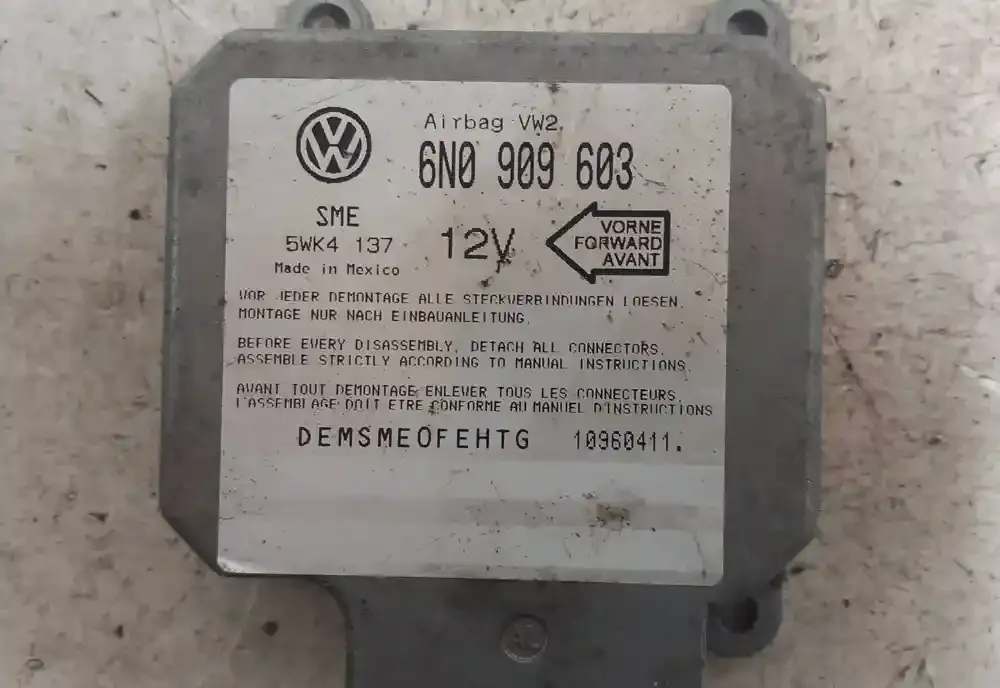 Airbag VW2.
6N0 909 603
SME
5WK4 137
12V
VORNE
FORWARD
AVANT
Made in Mexico
VOR JEDER DEMONTAGE ALLE STECKVERBINDUNGEN LOESEN.
MONTAGE NUR NACH EINBAUANLEITUNG.
BEFORE EVERY DISASSEMBLY, DETACH ALL CONNECTORS.
ASSEMBLE STRICTLY ACCORDING TO MANUAL INSTRUCTIONS.
AVANT TOUT DEMONTAGE ENLEVER TOUS LES CONNECTEURS.
L'ASSEMBLAGE DOIT ETRE CONFORME AU MANUEL D'INSTRUCTIONS
DEMSMEOFEHTG 10960411.